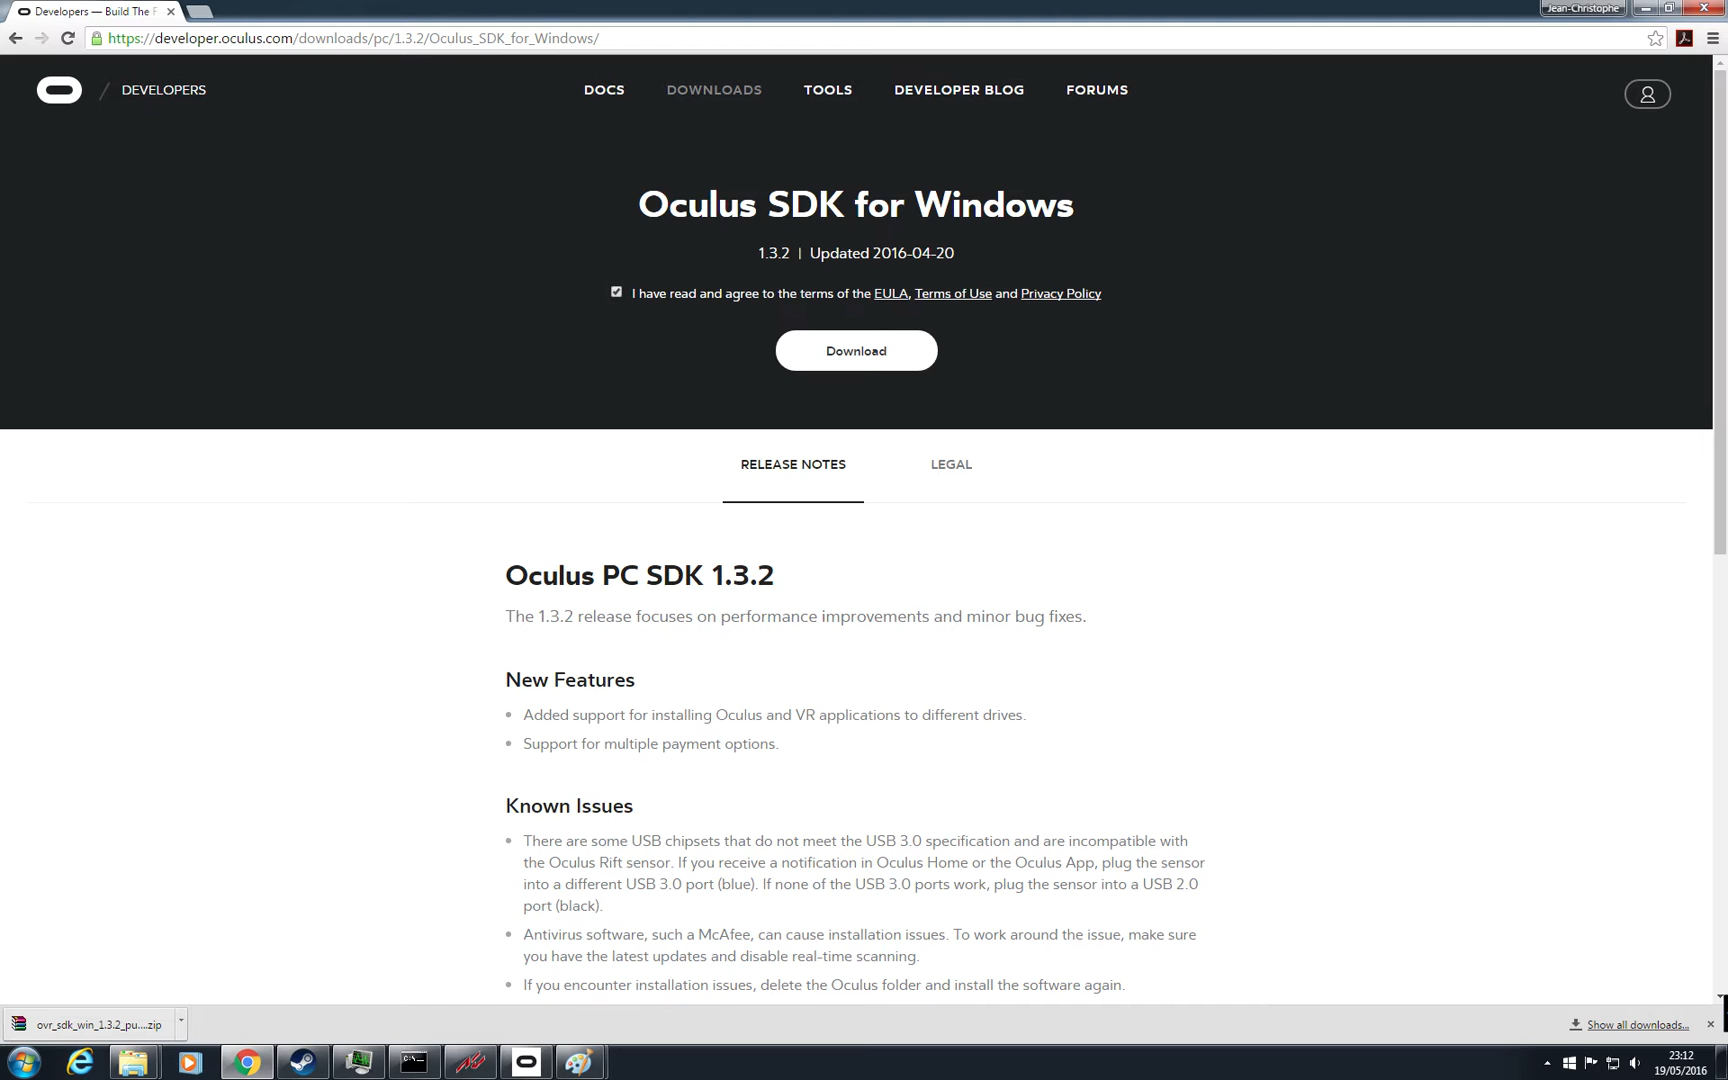 Developers — Build The F
Jean-Christophe
https://developer.oculus.com/downloads/pc/1.3.2/Oculus_SDK_for_Windows/
DEVELOPERS
DOCS DOWNLOADS TOOLS DEVELOPER BLOG FORUMS
Oculus SDK for Windows
1.3.2 | Updated 2016-04-20
I have read and agree to the terms of the EULA, Terms of Use and Privacy Policy
Download
RELEASE NOTES LEGAL
Oculus PC SDK 1.3.2
The 1.3.2 release focuses on performance improvements and minor bug fixes.
New Features
• Added support for installing Oculus and VR applications to different drives.
• Support for multiple payment options.
Known Issues
• There are some USB chipsets that do not meet the USB 3.0 specification and are incompatible with
the Oculus Rift sensor. If you receive a notification in Oculus Home or the Oculus App, plug the sensor
into a different USB 3.0 port (blue). If none of the USB 3.0 ports work, plug the sensor into a USB 2.0
port (black).
• Antivirus software, such a McAfee, can cause installation issues. To work around the issue, make sure
you have the latest updates and disable real-time scanning.
• If you encounter installation issues, delete the Oculus folder and install the software again.
ovr_sdk_win_1.3.2_pu....zip
Show all downloads...
23:12
19/05/2016